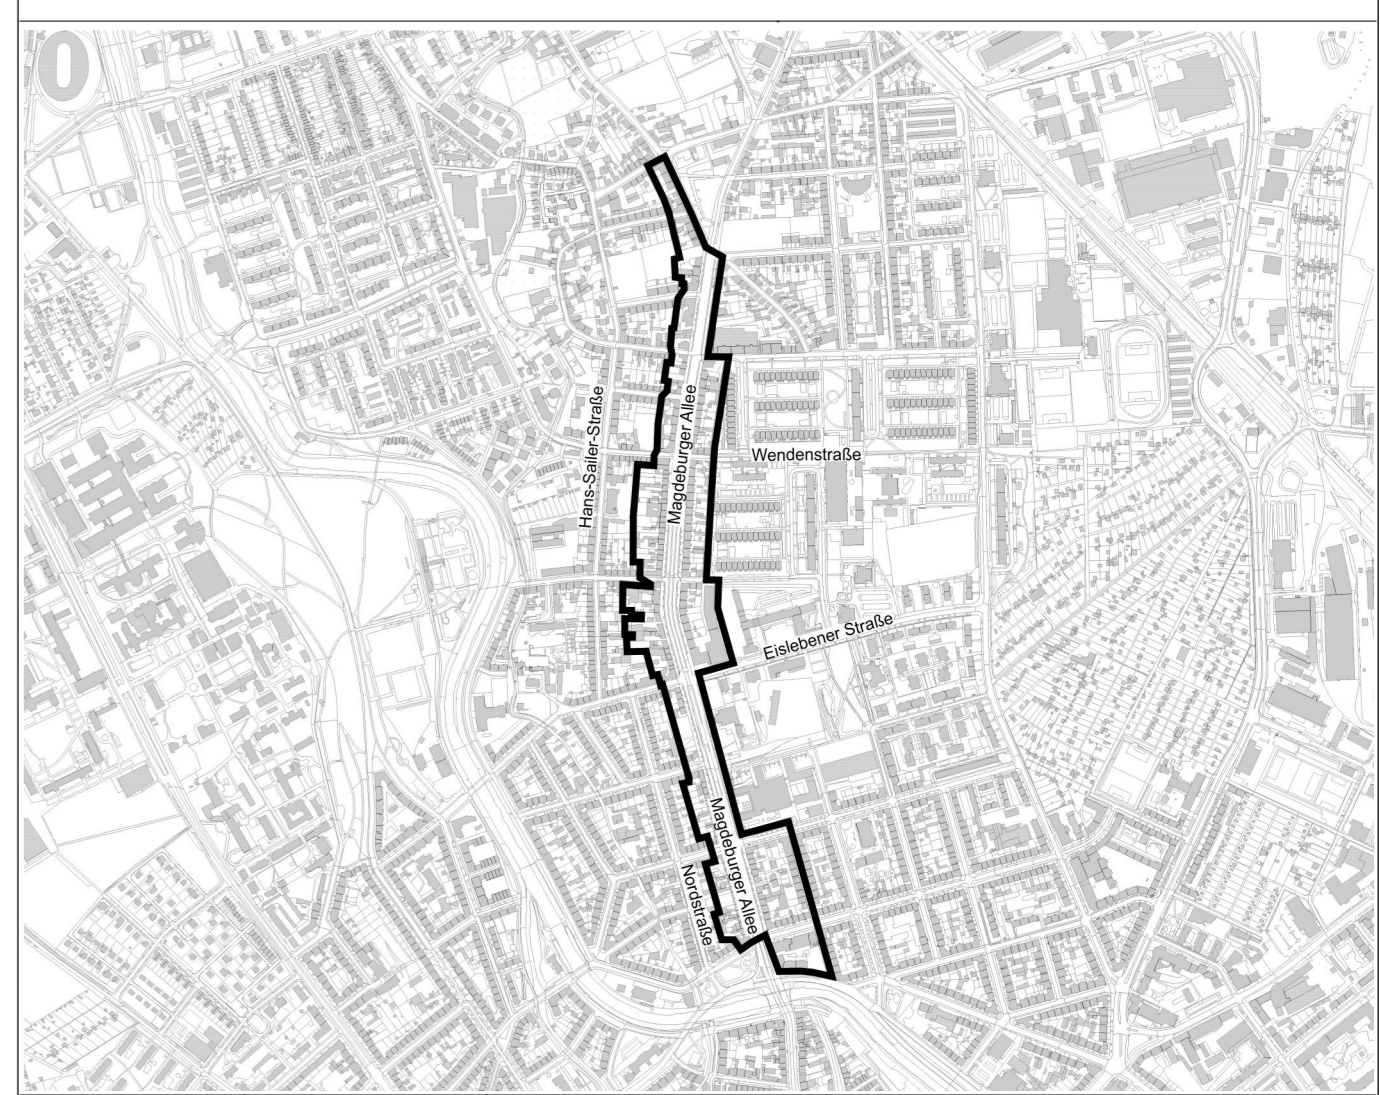 Hans-Sailer-Straße
Magdeburger Allee
Wendenstraße
Eislebener Straße
Magdeburger Allee
Nordstraße